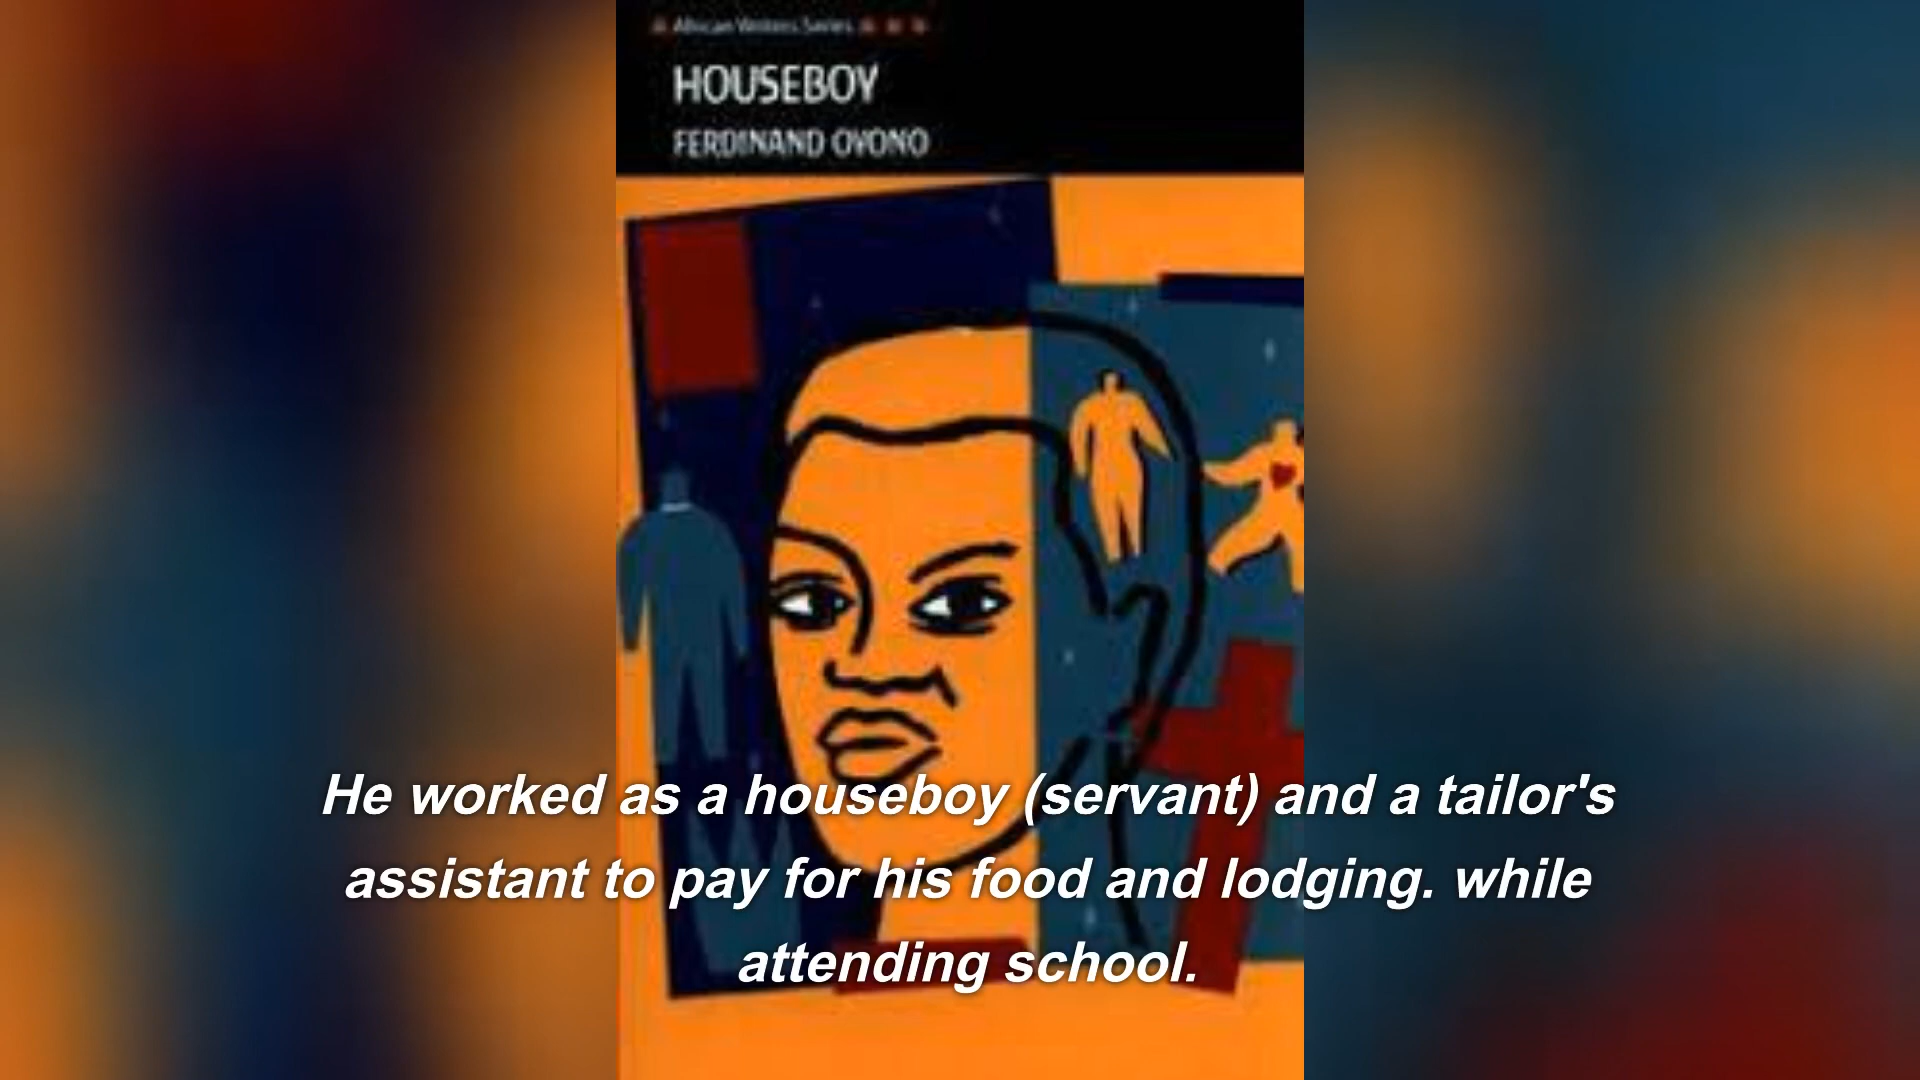 African Writers Series
HOUSEBOY
FERDINAND OYONO
He worked as a houseboy (servant) and a tailor's
assistant to pay for his food and lodging. while
attending school.